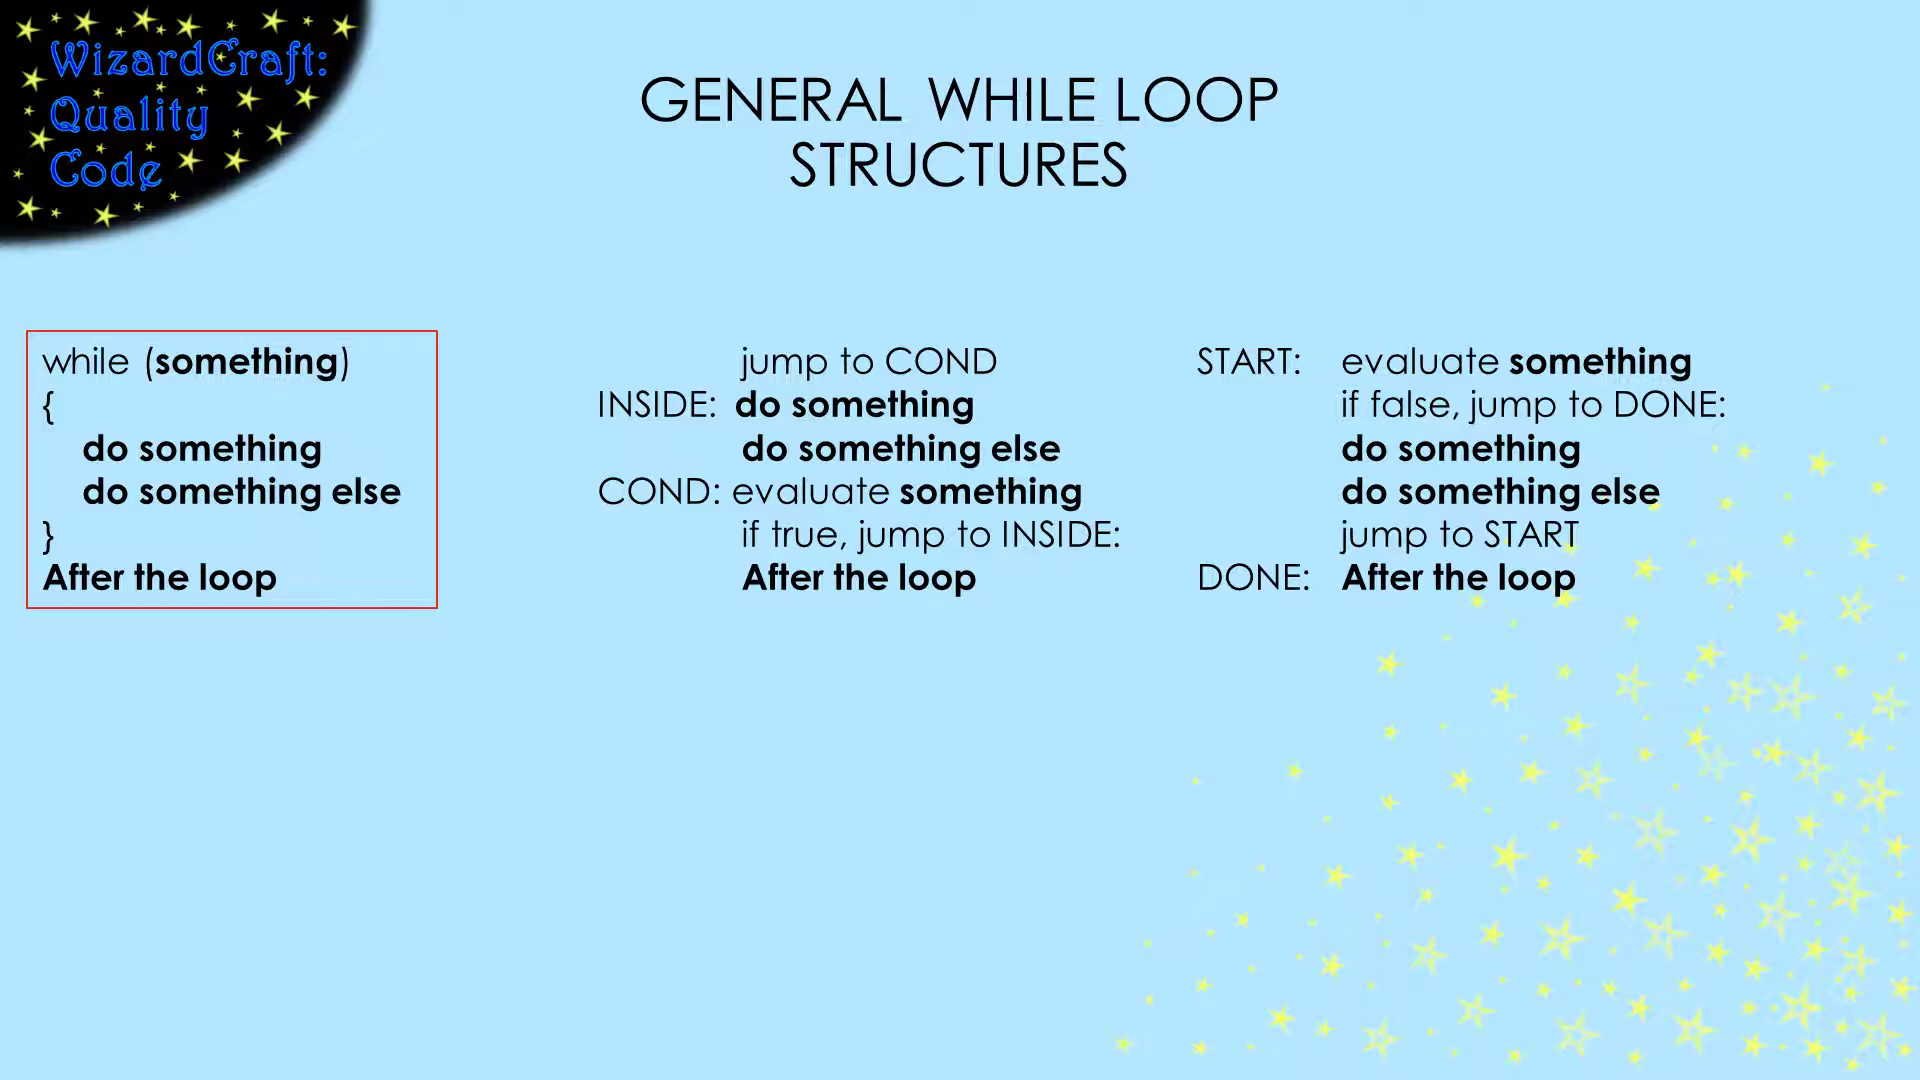 WizardCraft:
Quality
Code
GENERAL WHILE LOOP
STRUCTURES
while (something)
{
do something
do something else
}
After the loop
jump to COND
INSIDE: do something
do something else
COND: evaluate something
if true, jump to INSIDE:
After the loop
START: evaluate something
if false, jump to DONE:
do something
do something else
jump to START
DONE: After the loop